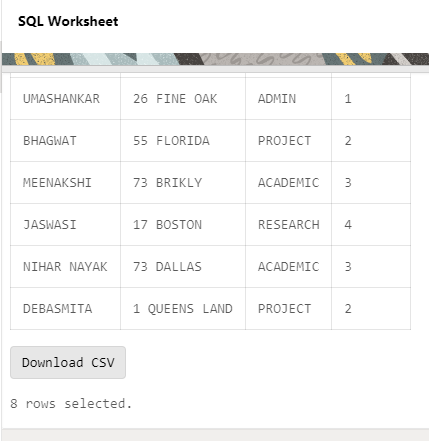 SQL Worksheet
UMASHANKAR 26 FINE OAK ADMIN 1
BHAGWAT 55 FLORIDA PROJECT 2
MEENAKSHI 73 BRIKLY ACADEMIC 3
JASWASI 17 BOSTON RESEARCH 4
NIHAR NAYAK 73 DALLAS ACADEMIC 3
DEBASMITA 1 QUEENS LAND PROJECT 2
Download CSV
8 rows selected.